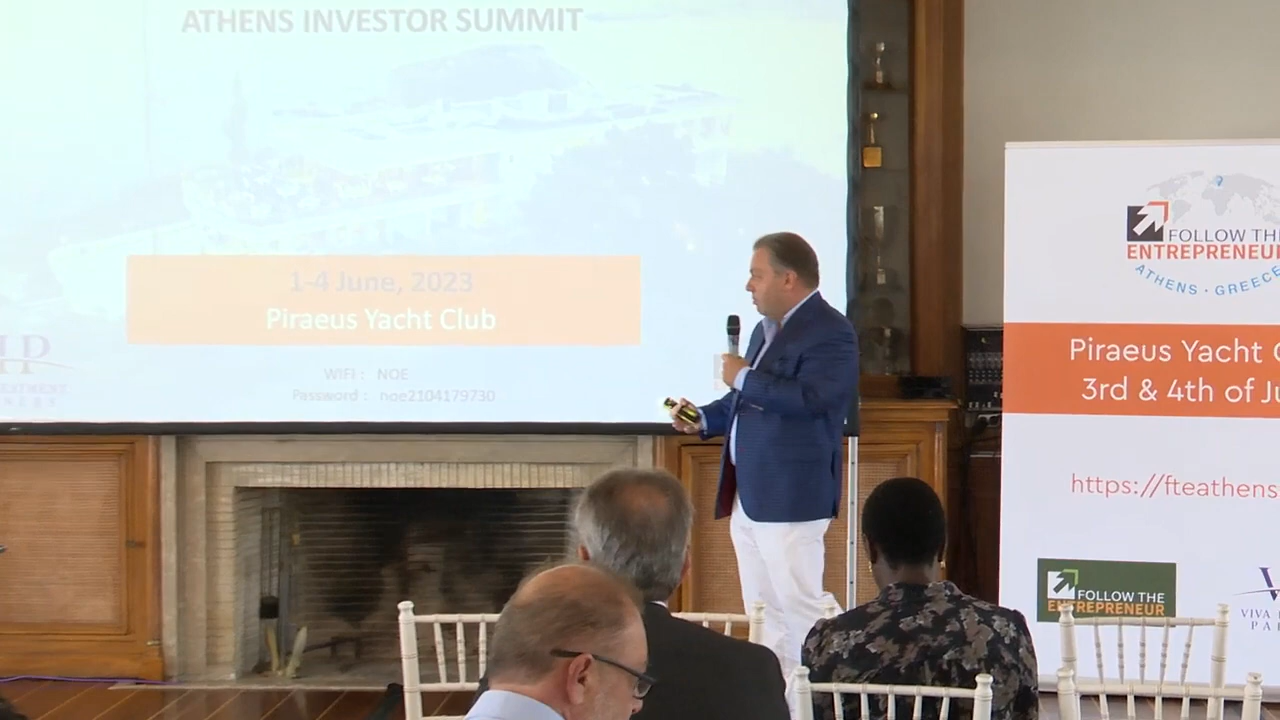 ATHENS INVESTOR SUMMIT
1-4 June, 2023
Piraeus Yacht Club
WIFI : NOE
Password : noe2104179730
FOLLOW THE
ENTREPRENEUR
ATHENS · GREECE
Piraeus Yacht
3rd & 4th of Ju
https://fteathens
FOLLOW THE
ENTREPRENEUR
VIVA